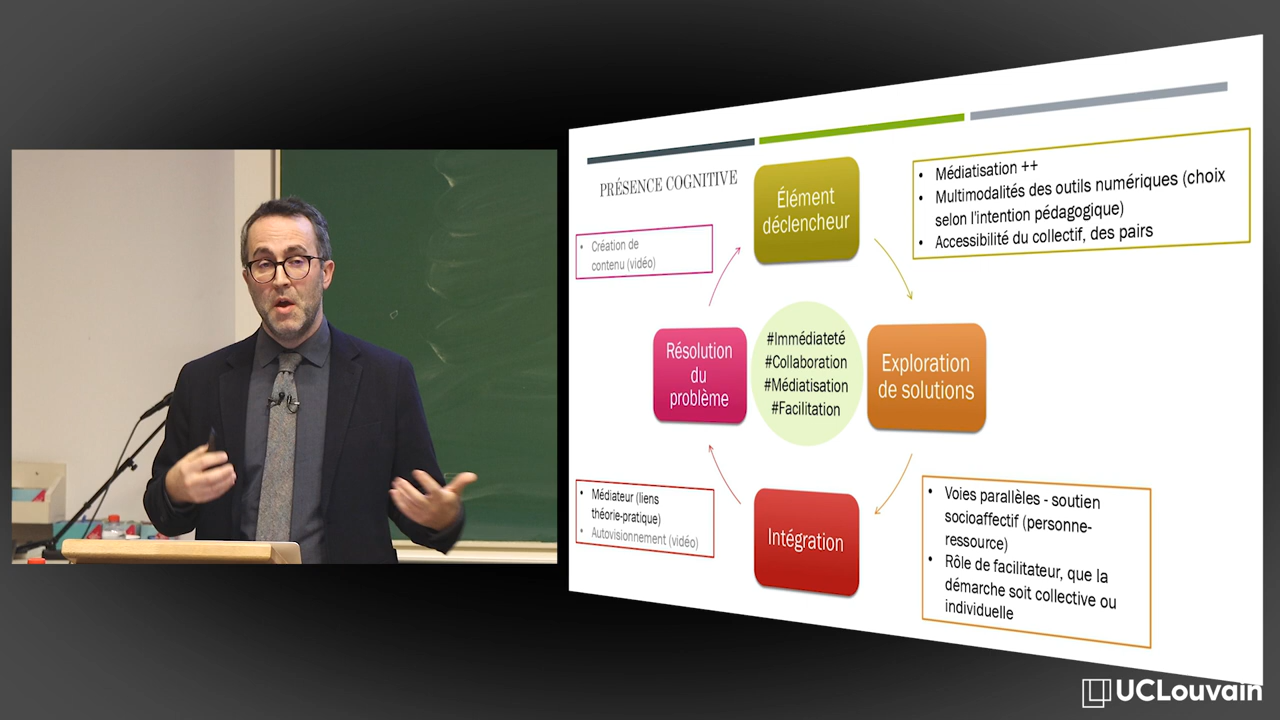 PRÉSENCE COGNITIVE
Élément
déclencheur
• Médiatisation ++
• Multimodalités des outils numériques (choix
selon l'intention pédagogique)
• Accessibilité du collectif, des pairs
• Création de
contenu (vidéo)
Résolution
du
problème
#Immédiateté
#Collaboration
#Médiatisation
#Facilitation
Exploration
de solutions
• Médiateur (liens
théorie-pratique)
• Autovisionnement (vidéo)
Intégration
• Voies parallèles - soutien
socioaffectif (personne-
ressource)
• Rôle de facilitateur, que la
démarche soit collective ou
individuelle
UCLouvain